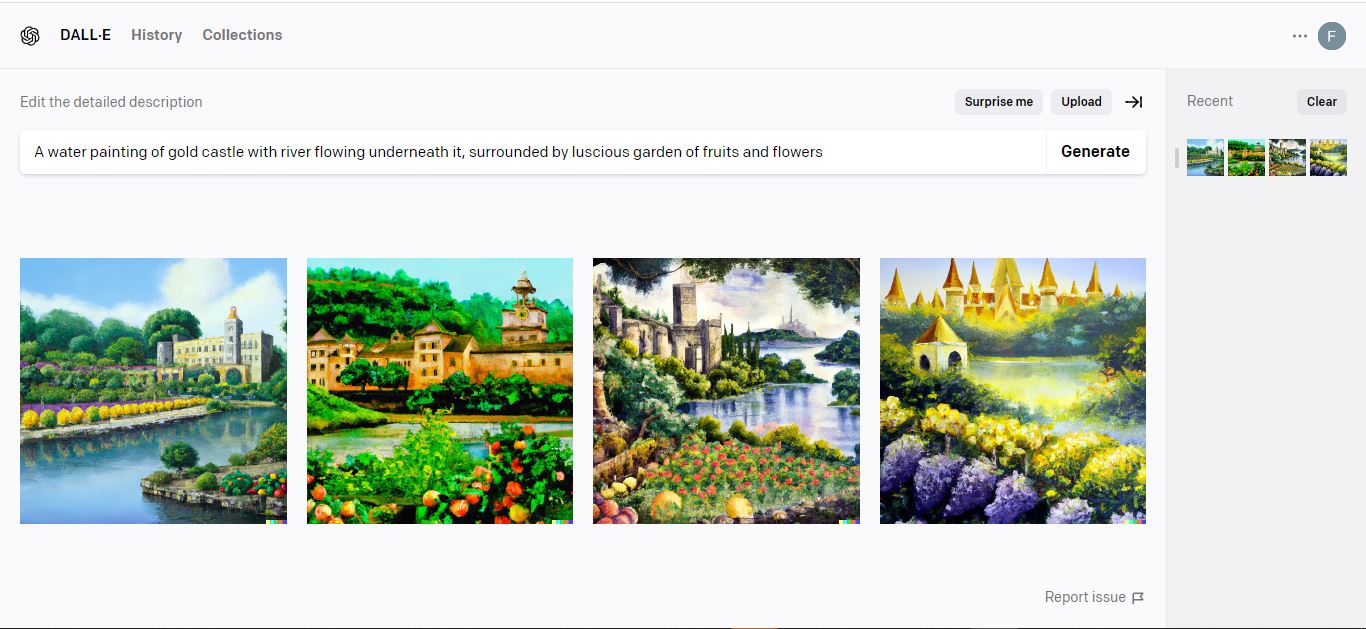 DALL·E History Collections
... F
Edit the detailed description
Surprise me Upload
Recent Clear
A water painting of gold castle with river flowing underneath it, surrounded by luscious garden of fruits and flowers
Generate
Report issue